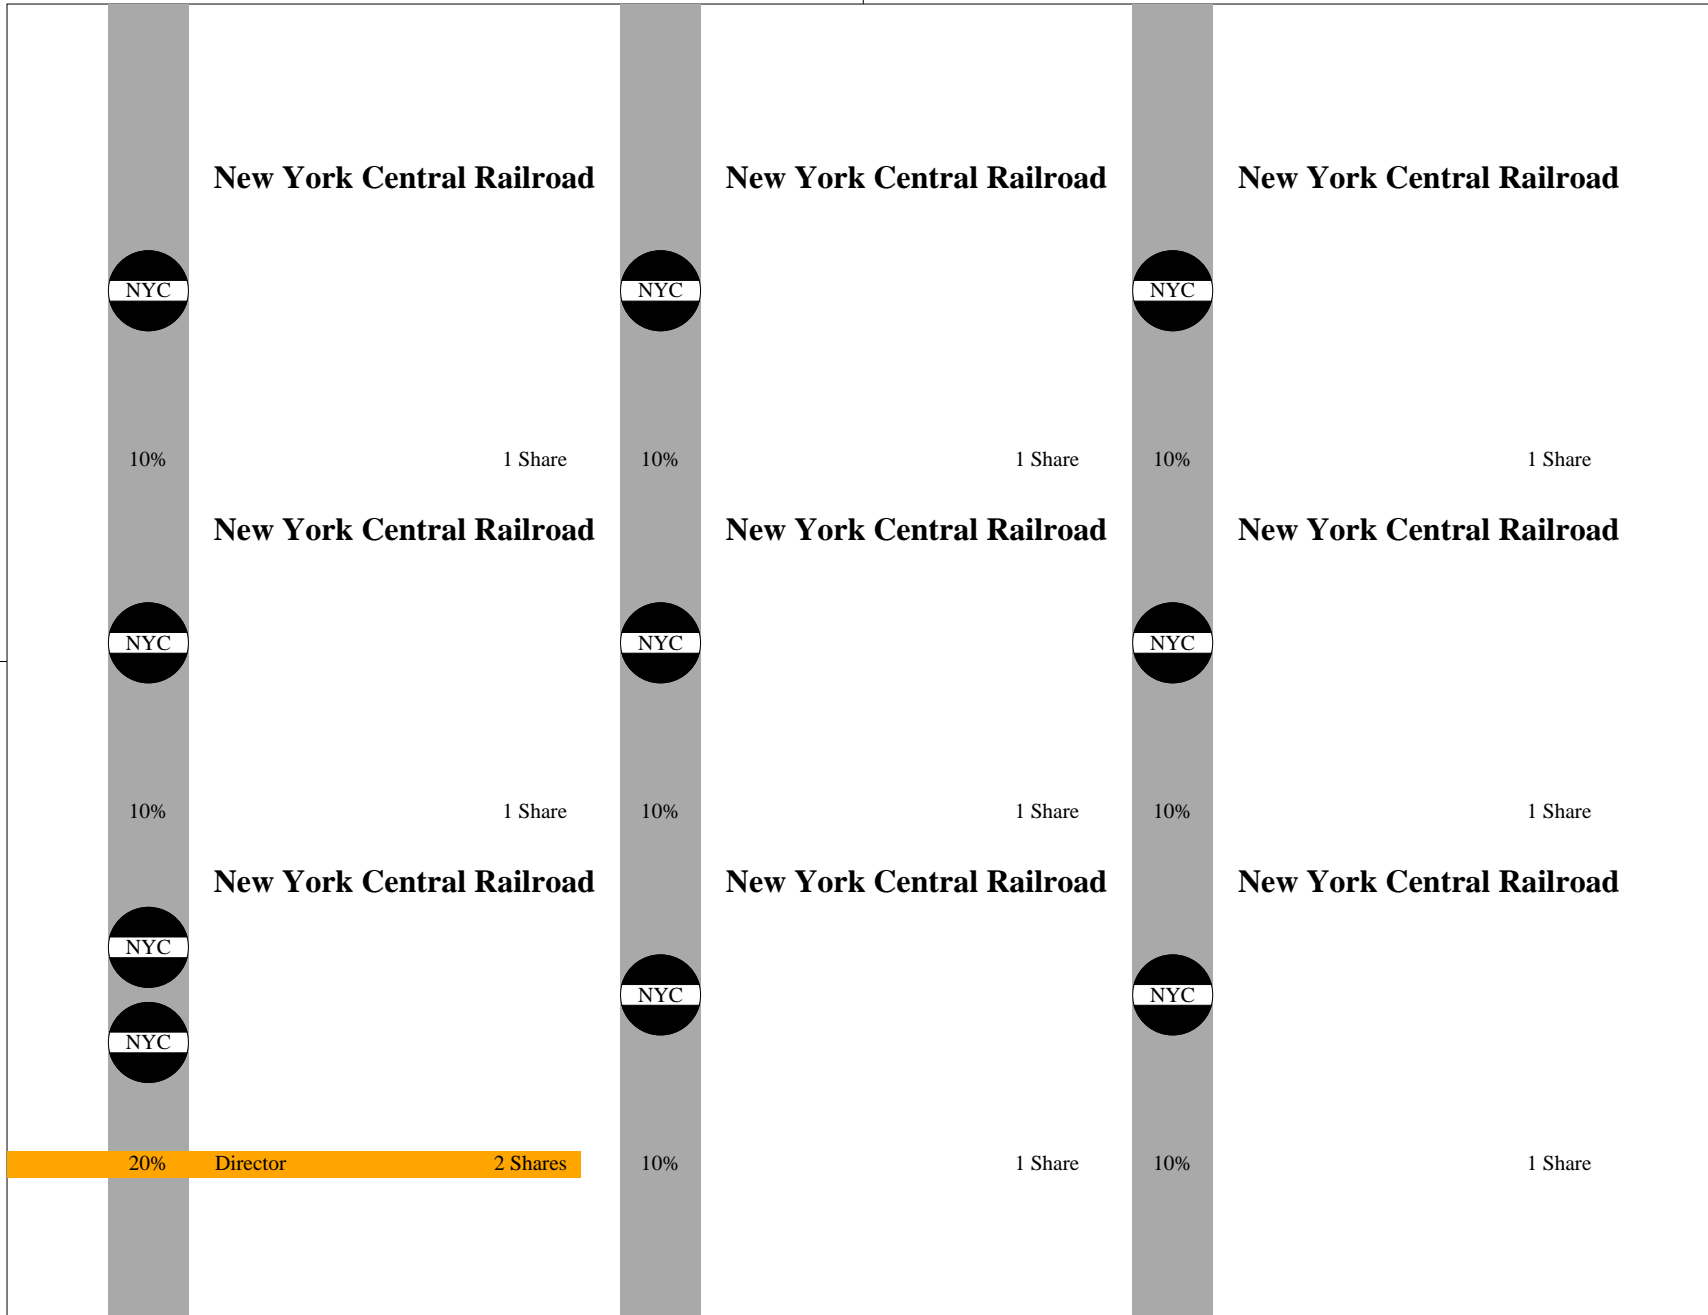 New York Central Railroad New York Central Railroad New York Central Railroad
NYC NYC NYC
10% 1 Share 10% 1 Share 10% 1 Share
New York Central Railroad New York Central Railroad New York Central Railroad
NYC NYC NYC
10% 1 Share 10% 1 Share 10% 1 Share
New York Central Railroad New York Central Railroad New York Central Railroad
NYC
NYC NYC
NYC
20% Director 2 Shares 10% 1 Share 10% 1 Share